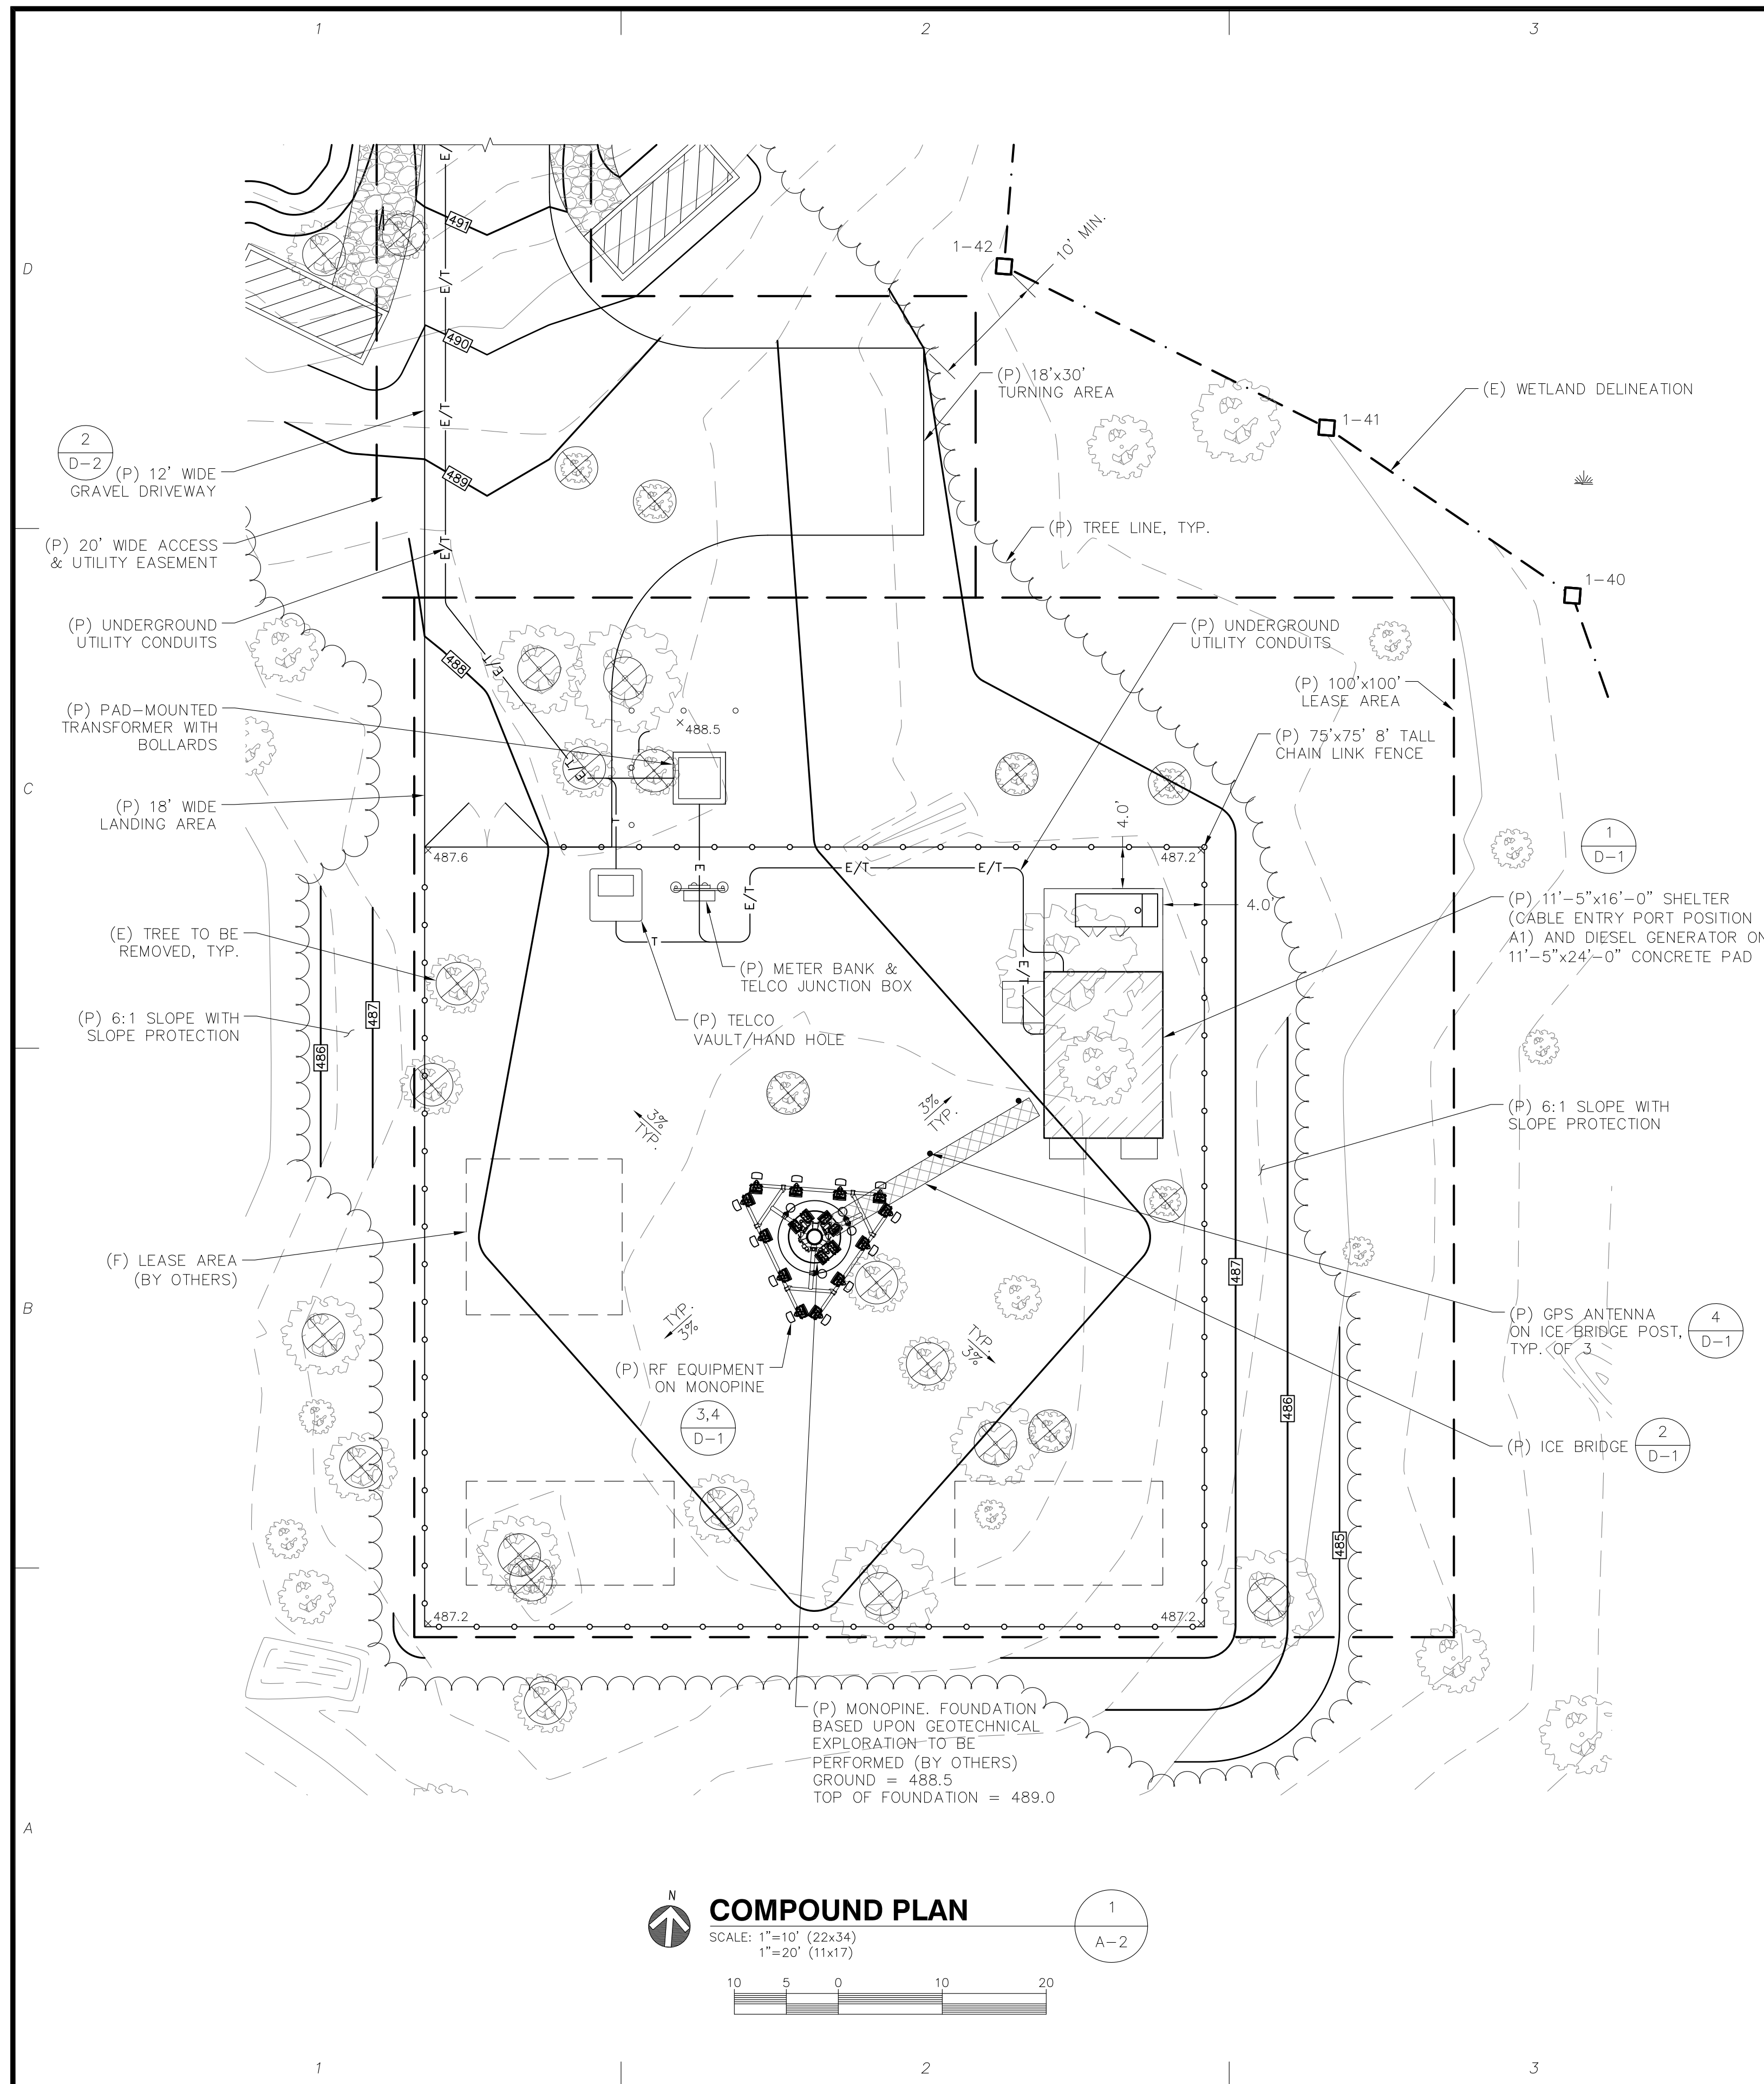 1
2
3
D
C
B
A
491
490
489
488
E/T
E/T
E/T
E/T
E/T
E/T
1-42
10' MIN.
1-41
1-40
(E) WETLAND DELINEATION
(P) 18'x30'
TURNING AREA
(P) TREE LINE, TYP.
2
D-2
(P) 12' WIDE
GRAVEL DRIVEWAY
(P) 20' WIDE ACCESS
& UTILITY EASEMENT
(P) UNDERGROUND
UTILITY CONDUITS
(P) PAD-MOUNTED
TRANSFORMER WITH
BOLLARDS
(P) 18' WIDE
LANDING AREA
(E) TREE TO BE
REMOVED, TYP.
(P) 6:1 SLOPE WITH
SLOPE PROTECTION
(F) LEASE AREA
(BY OTHERS)
(P) UNDERGROUND
UTILITY CONDUITS
(P) 100'x100'
LEASE AREA
(P) 75'x75' 8' TALL
CHAIN LINK FENCE
488.5
487.6
487.2
4.0'
4.0'
T
E
E/T
E/T
E/T
E/T
T
(P) METER BANK &
TELCO JUNCTION BOX
(P) TELCO
VAULT/HAND HOLE
1
D-1
(P) 11'-5"x16'-0" SHELTER
(CABLE ENTRY PORT POSITION
A1) AND DIESEL GENERATOR ON
11'-5"x24'-0" CONCRETE PAD
(P) 6:1 SLOPE WITH
SLOPE PROTECTION
486
487
3%
TYP.
3%
TYP.
TYP.
3%
TYP.
3%
487
486
485
(P) GPS ANTENNA
ON ICE BRIDGE POST,
TYP. OF 3
4
D-1
(P) ICE BRIDGE
2
D-1
(P) RF EQUIPMENT
ON MONOPINE
3,4
D-1
487.2
487.2
(P) MONOPINE. FOUNDATION
BASED UPON GEOTECHNICAL
EXPLORATION TO BE
PERFORMED (BY OTHERS)
GROUND = 488.5
TOP OF FOUNDATION = 489.0
N
COMPOUND PLAN
SCALE: 1"=10' (22x34)
1"=20' (11x17)
1
A-2
10 5 0 10 20
1
2
3